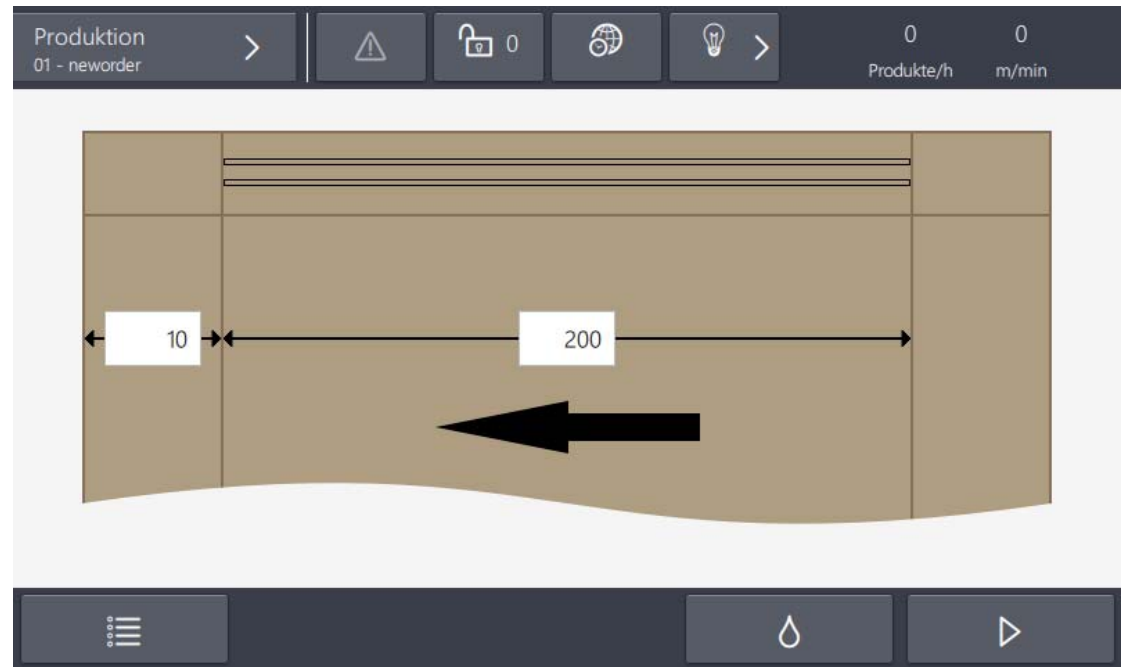 Produktion
01 - neworder
0
0 0
Produkte/h m/min
10 200